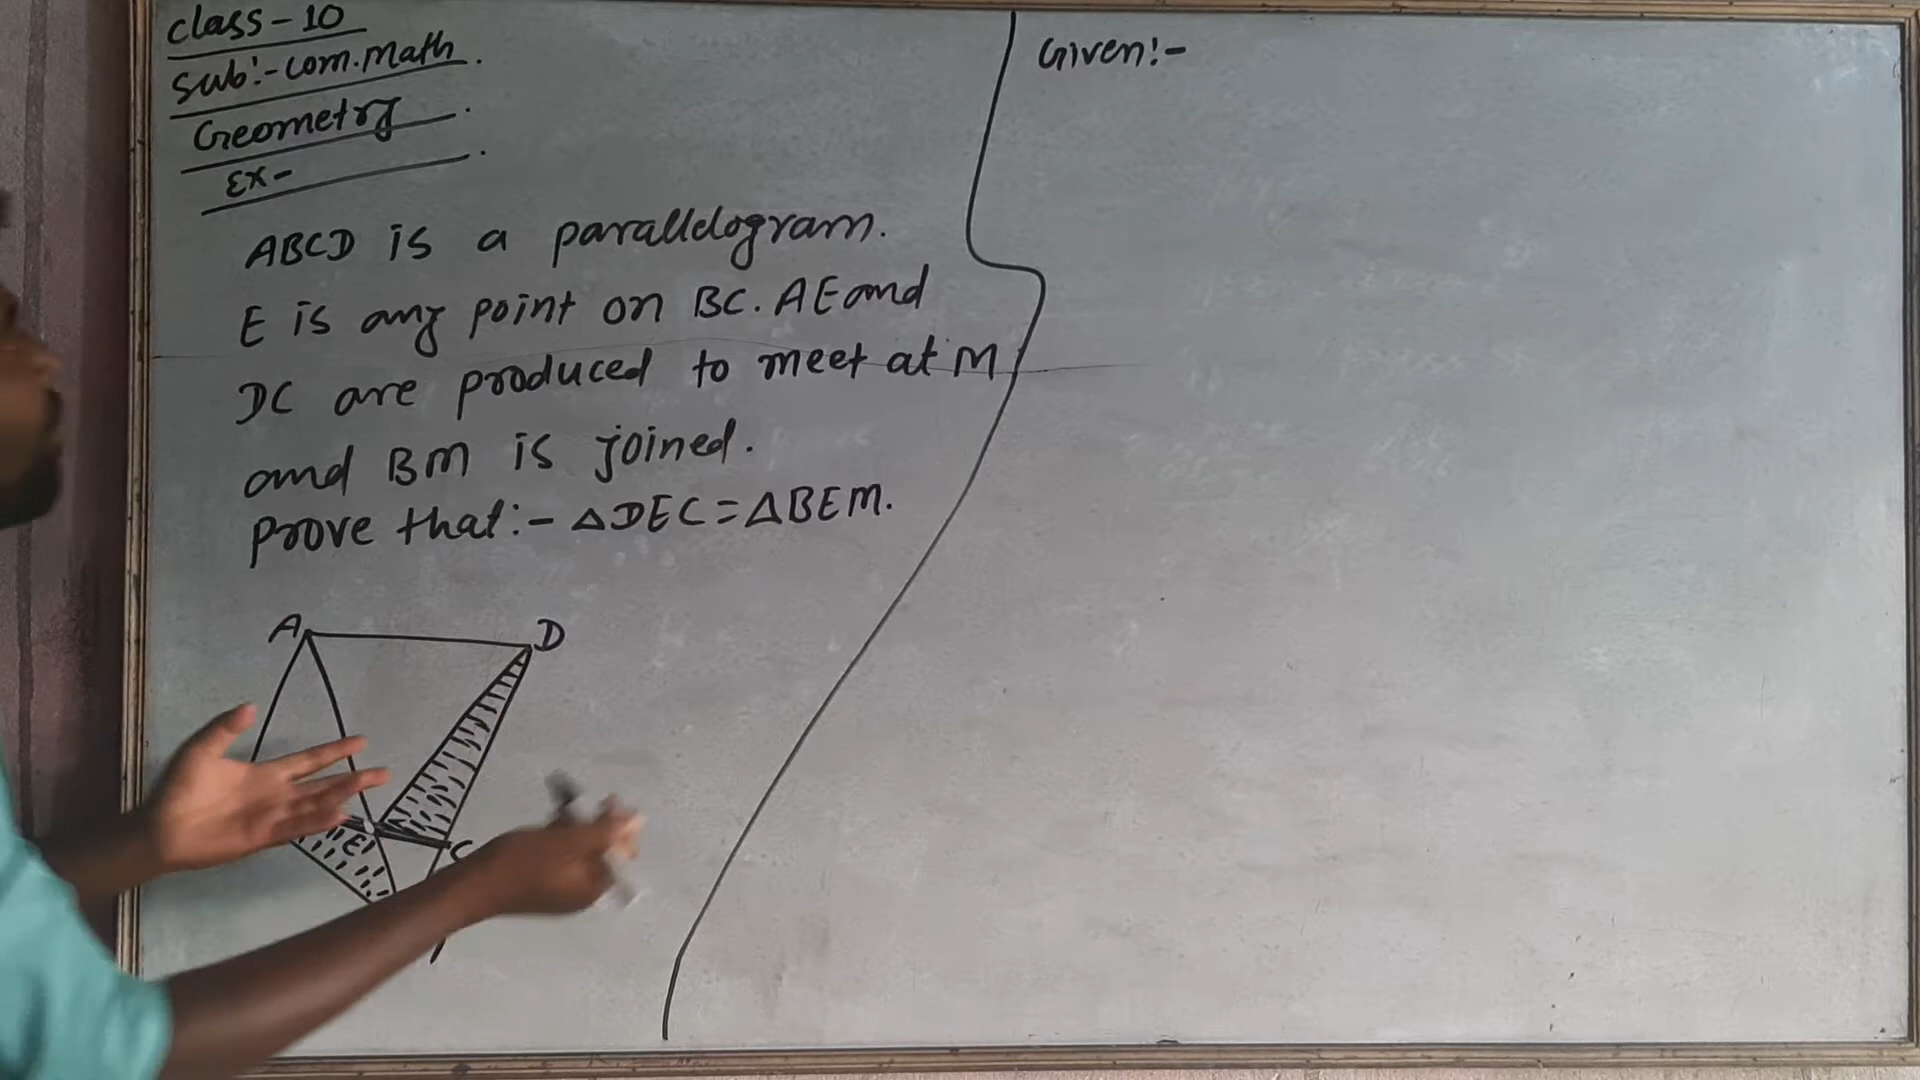 class-10
Sub:-com.math.
Geometry.
Ex-
ABCD is a parallelogram.
E is any point on BC. AE and
DC are produced to meet at M
and BM is joined.
Prove that:- △DEC=△BEM.
A
D
E
C
Given:-